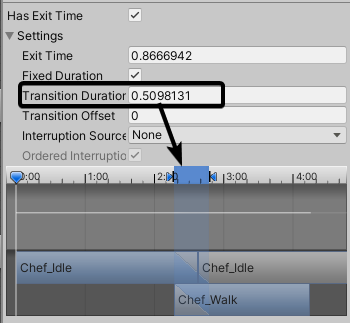 Has Exit Time
Settings
Exit Time 0.8666942
Fixed Duration
Transition Duration 0.5098131
Transition Offset 0
Interruption Source None
Ordered Interruptio
0:00 1:00 2:0 3:00 4:00
Chef_Idle Chef_Idle
Chef_Walk